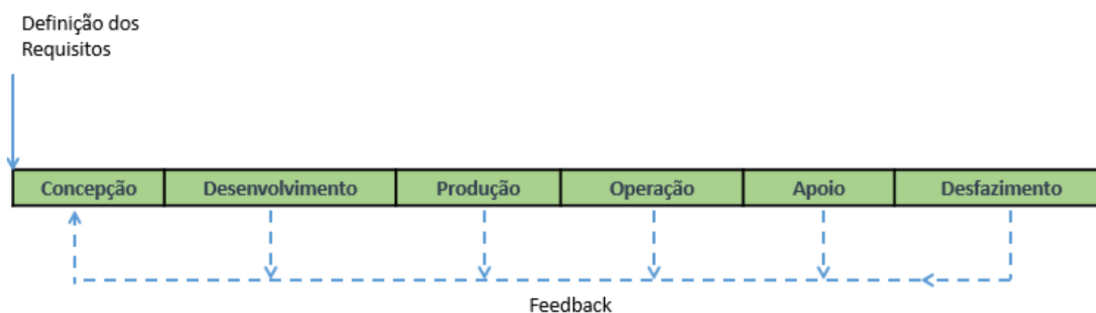 Definição dos
Requisitos
Concepção Desenvolvimento Produção Operação Apoio Desfazimento
Feedback